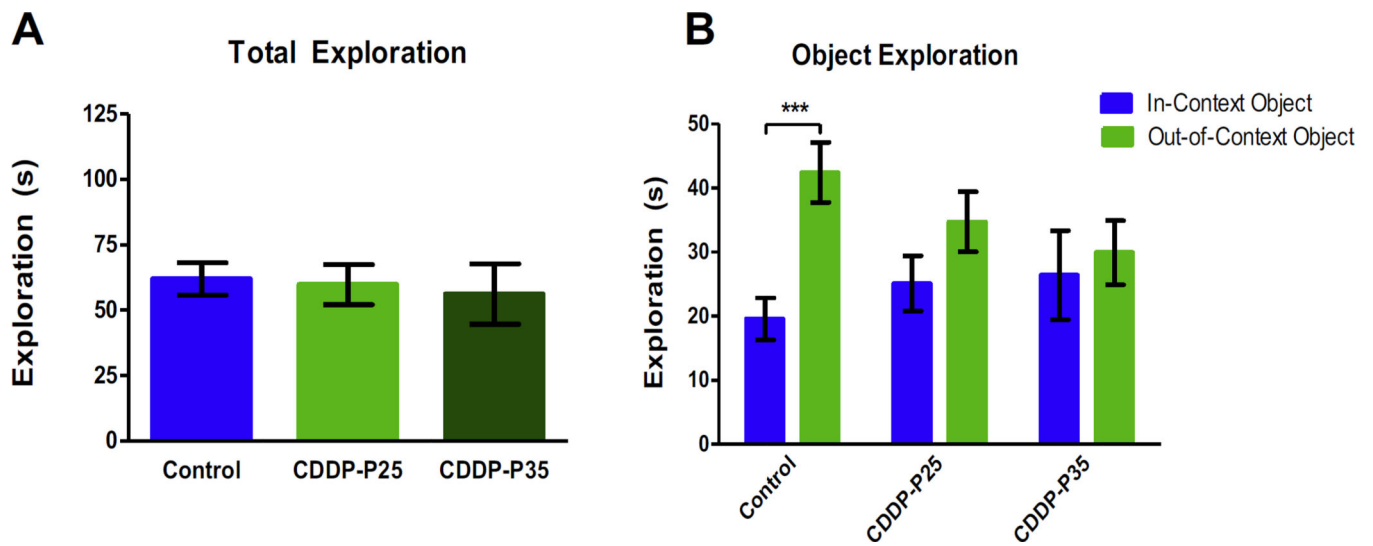 A
Total Exploration
Exploration (s)
125
100
75
50
25
0
Control
CDDP-P25
CDDP-P35
B
Object Exploration
In-Context Object
Out-of-Context Object
***
Exploration (s)
50
40
30
20
10
0
Control
CDDP-P25
CDDP-P35